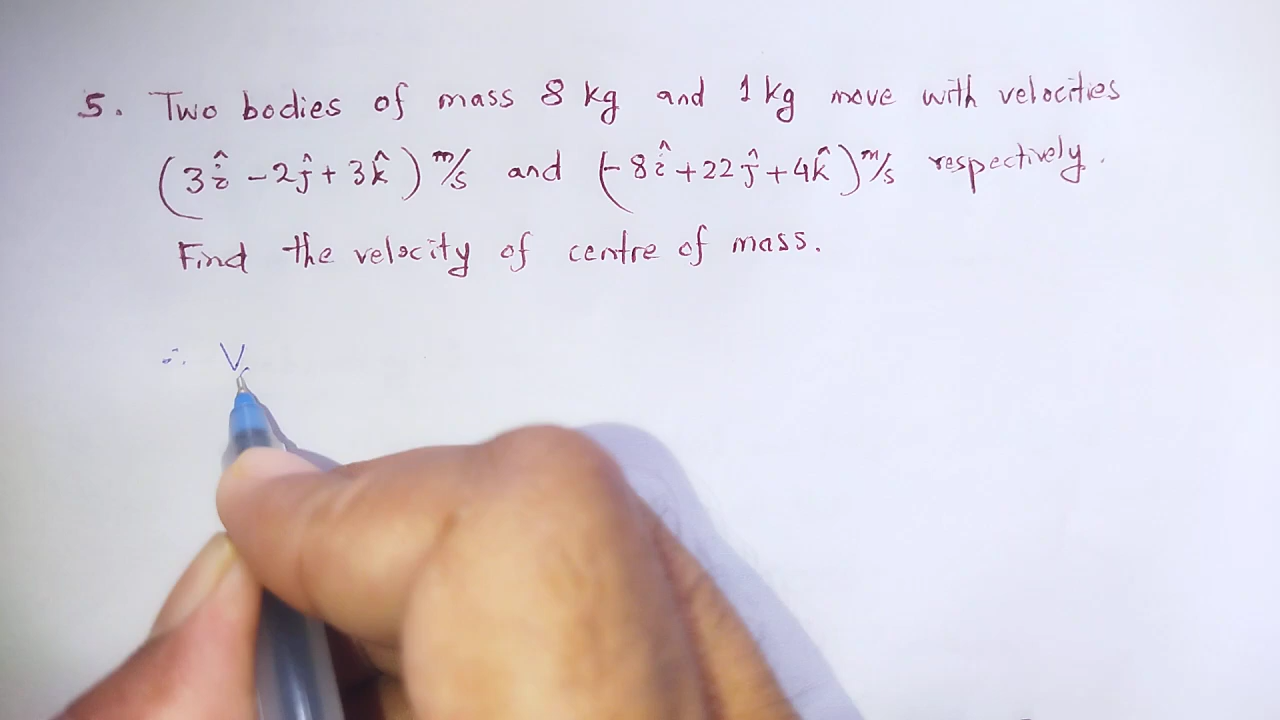 5. Two bodies of mass 8 kg and 1 kg move with velocities
(3î - 2ĵ + 3k̂) m/s and (-8î + 22ĵ + 4k̂) m/s respectively.
Find the velocity of centre of mass.
∴ V